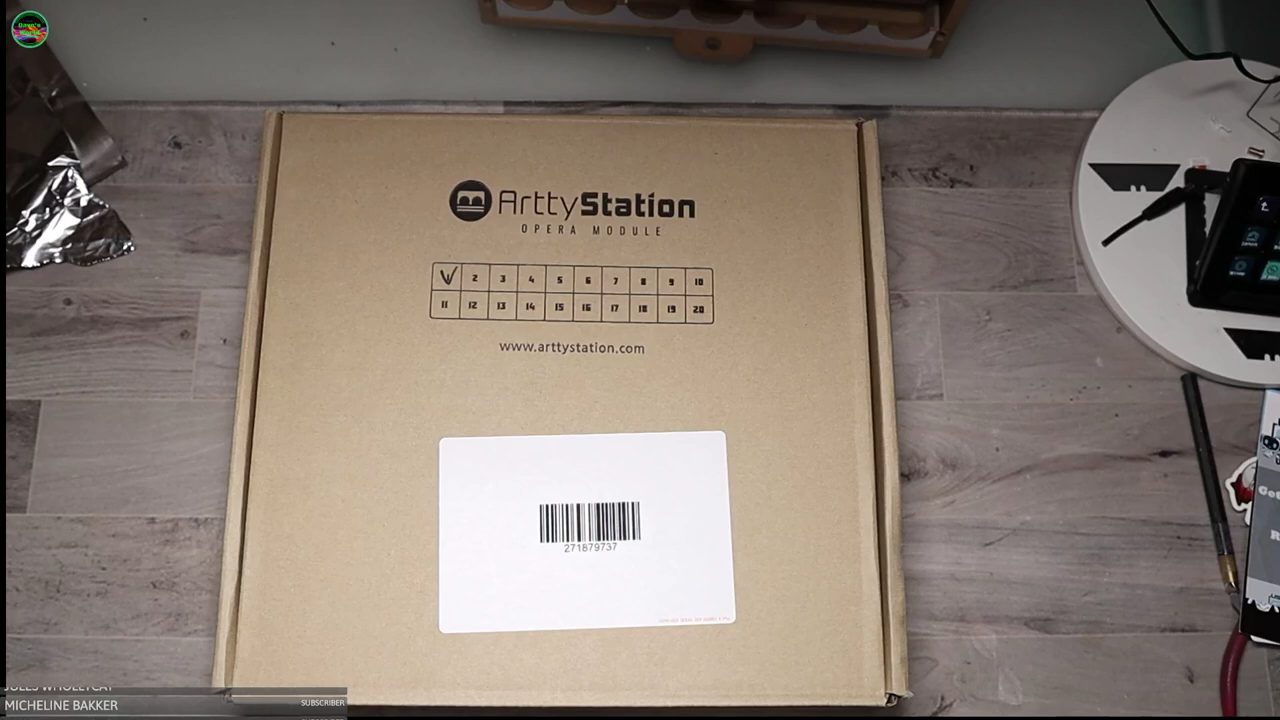 ArttyStation
OPERA MODULE
2 3 4 5 6 7 8 9 10
11 12 13 14 15 16 17 18 19 20
www.arttystation.com
271879737
MICHELINE BAKKER
SUBSCRIBER